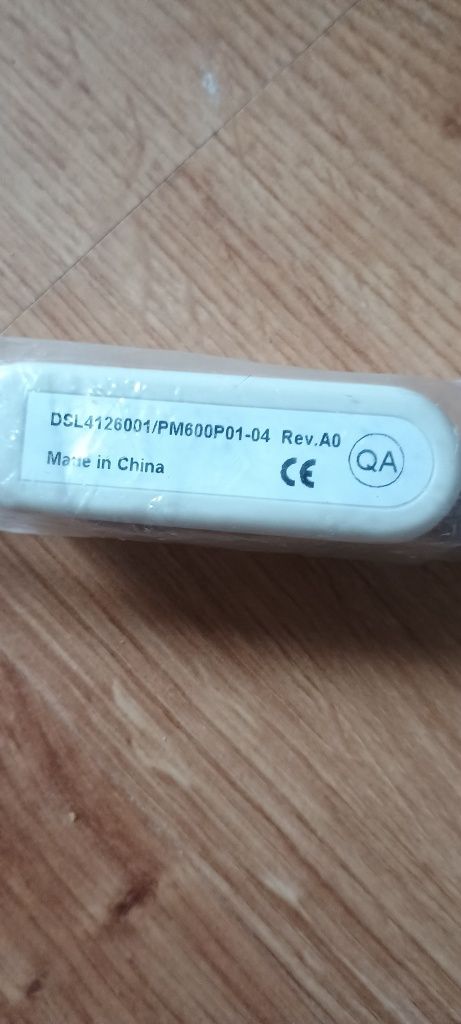 DSL4126001/PM600P01-04 Rev.A0
Made in China
CE
QA